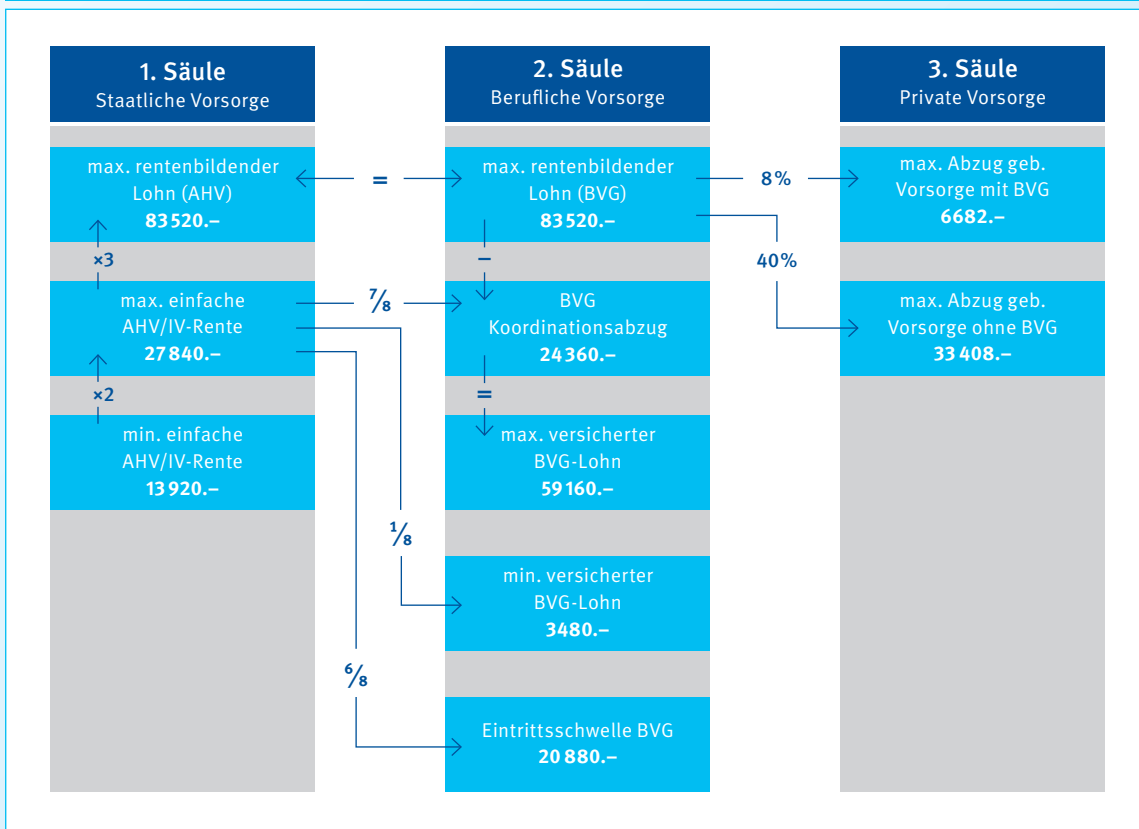 1. Säule
Staatliche Vorsorge
2. Säule
Berufliche Vorsorge
3. Säule
Private Vorsorge
max. rentenbildender
Lohn (AHV)
83 520.–
=
max. rentenbildender
Lohn (BVG)
83 520.–
8%
max. Abzug geb.
Vorsorge mit BVG
6682.–
×3
–
40%
max. einfache
AHV/IV-Rente
27 840.–
7/8
BVG
Koordinationsabzug
24 360.–
max. Abzug geb.
Vorsorge ohne BVG
33 408.–
×2
=
min. einfache
AHV/IV-Rente
13 920.–
max. versicherter
BVG-Lohn
59 160.–
1/8
min. versicherter
BVG-Lohn
3480.–
6/8
Eintrittsschwelle BVG
20 880.–